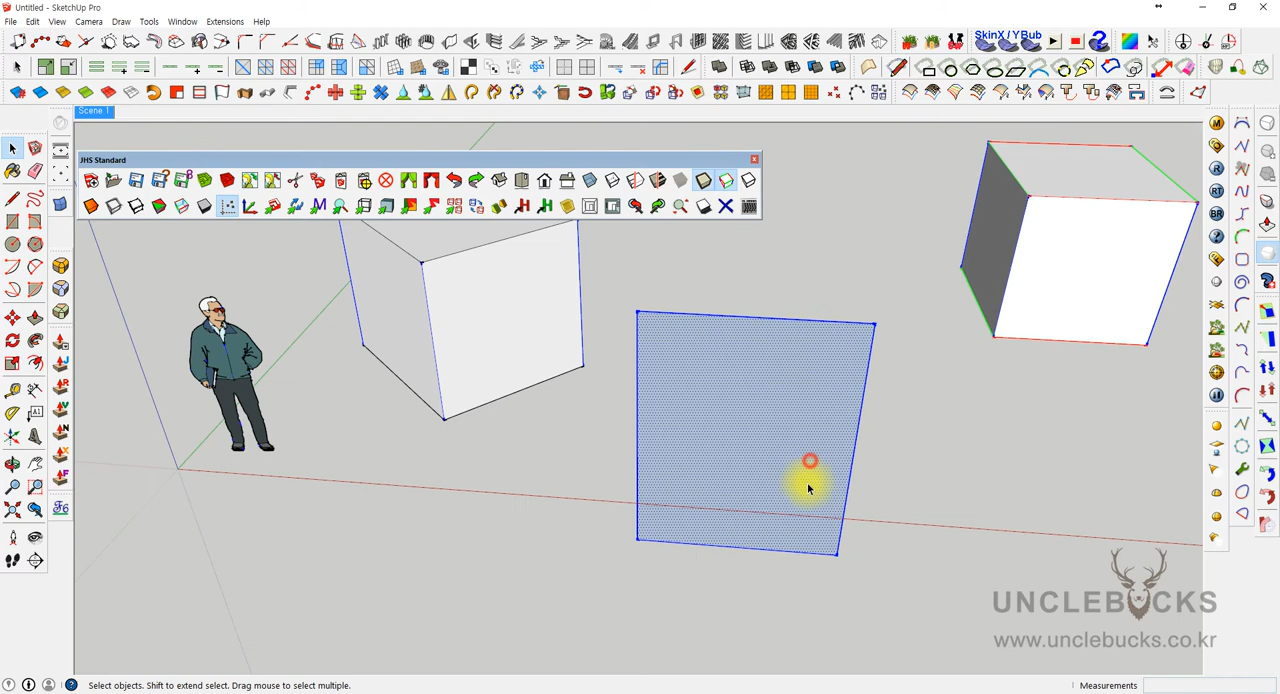 Untitled - SketchUp Pro
File Edit View Camera Draw Tools Window Extensions Help
SkinX / YBub
Scene 1
JHS Standard
UNCLEBUCKS
www.unclebucks.co.kr
Select objects. Shift to extend select. Drag mouse to select multiple.
Measurements